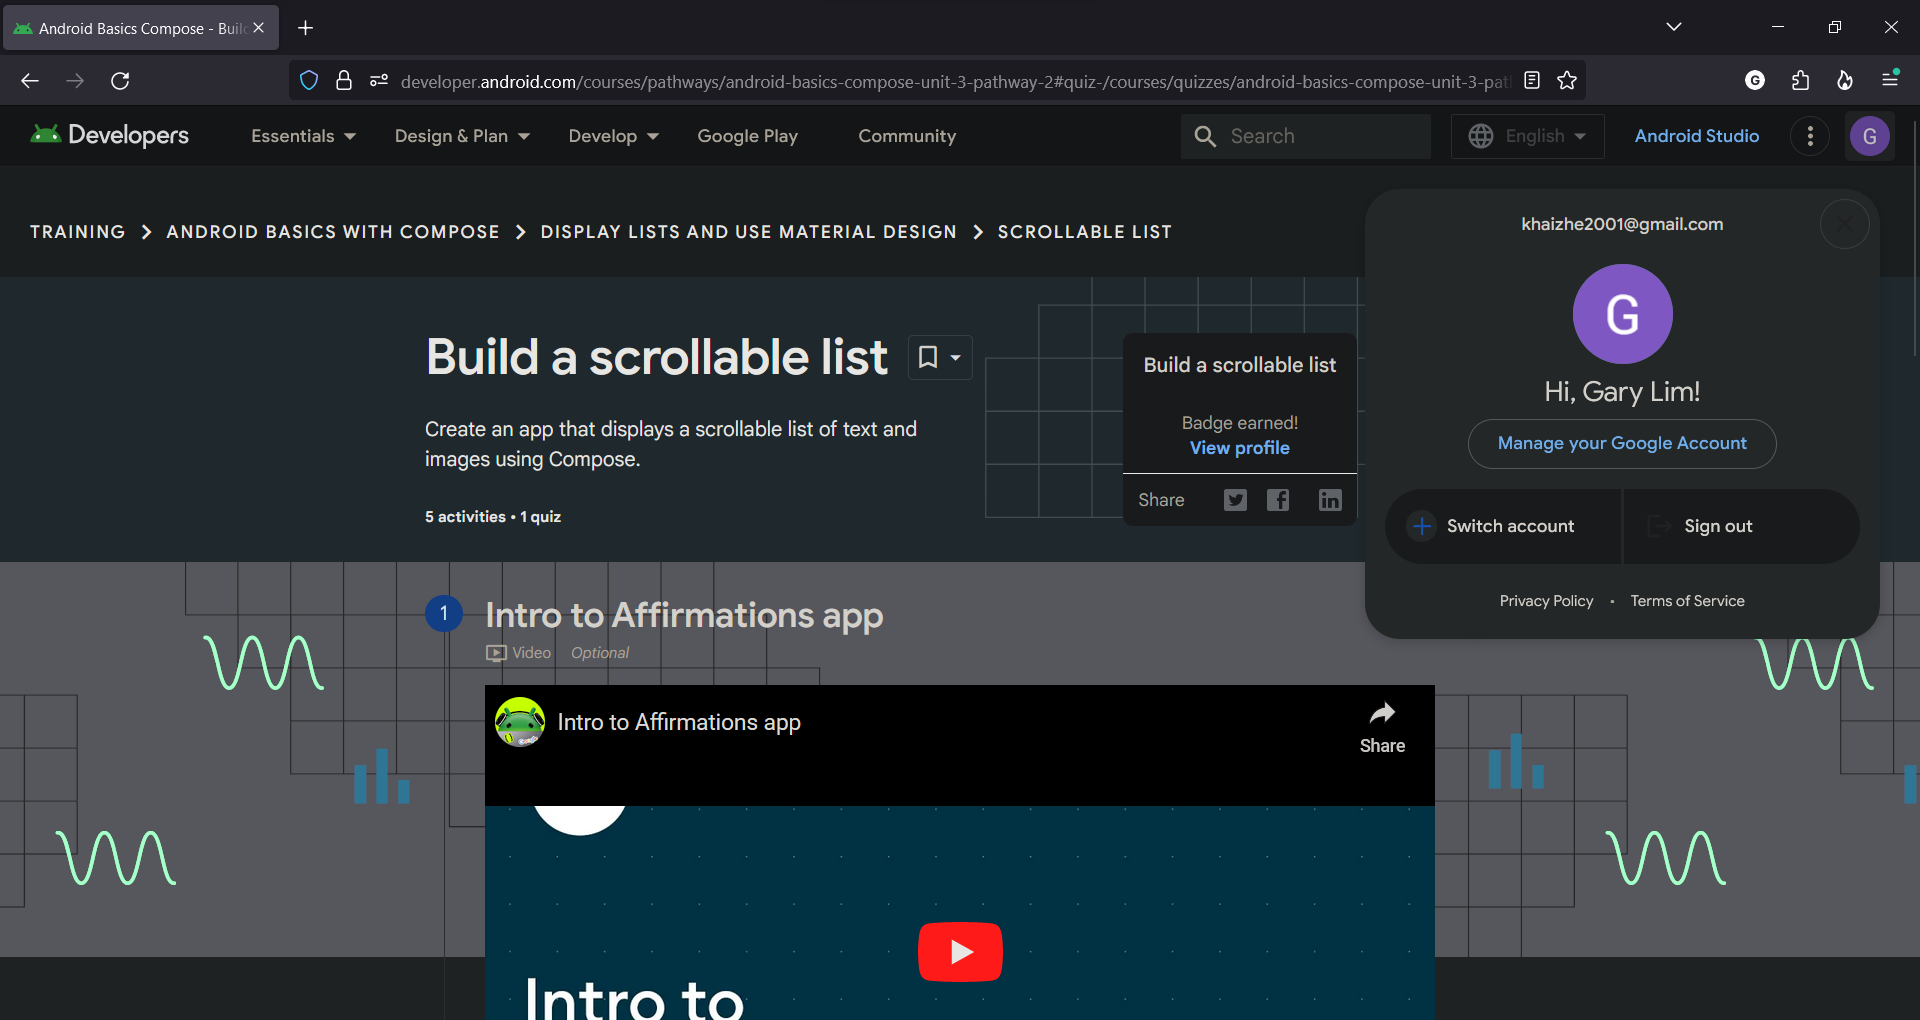 Android Basics Compose - Buil
developer.android.com/courses/pathways/android-basics-compose-unit-3-pathway-2#quiz-/courses/quizzes/android-basics-compose-unit-3-pat
G
Developers
Essentials
Design & Plan
Develop
Google Play
Community
Search
English
Android Studio
G
TRAINING > ANDROID BASICS WITH COMPOSE > DISPLAY LISTS AND USE MATERIAL DESIGN > SCROLLABLE LIST
khaizhe2001@gmail.com
G
Hi, Gary Lim!
Manage your Google Account
Switch account
Sign out
Privacy Policy • Terms of Service
Build a scrollable list
Create an app that displays a scrollable list of text and
images using Compose.
5 activities • 1 quiz
Build a scrollable list
Badge earned!
View profile
Share
1
Intro to Affirmations app
Video Optional
Intro to Affirmations app
Share
Intro to